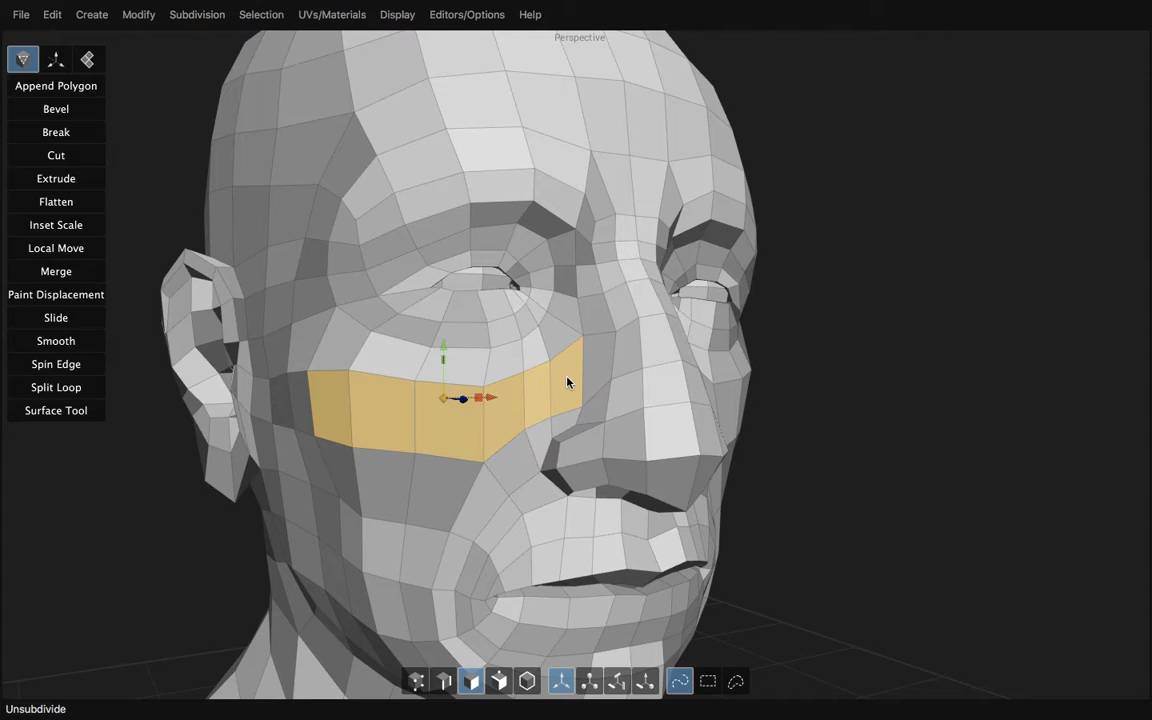 File Edit Create Modify Subdivision Selection UVs/Materials Display Editors/Options Help
Perspective
Append Polygon
Bevel
Break
Cut
Extrude
Flatten
Inset Scale
Local Move
Merge
Paint Displacement
Slide
Smooth
Spin Edge
Split Loop
Surface Tool
Unsubdivide